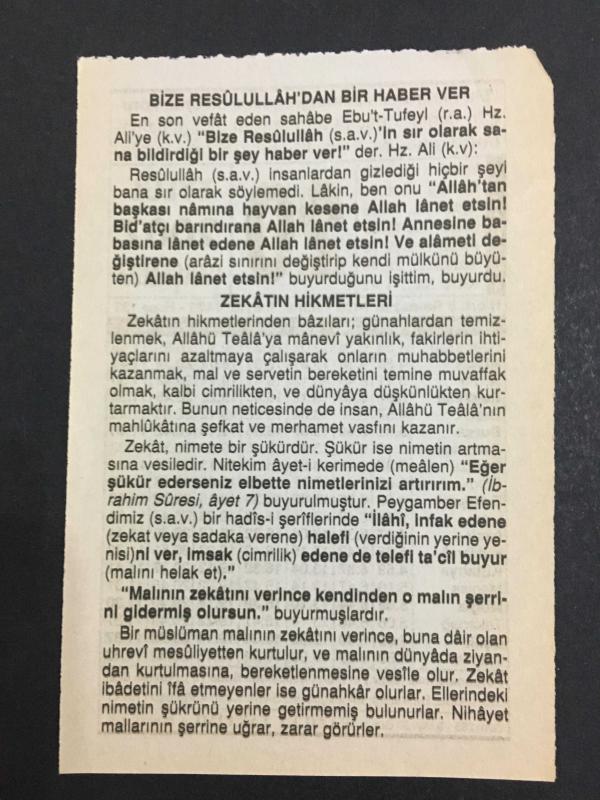 BİZE RESÛLULLÂH'DAN BİR HABER VER
En son vefât eden sahâbe Ebu't-Tufeyl (r.a.) Hz.
Ali'ye (k.v.) "Bize Resûlullâh (s.a.v.)'in sır olarak sa-
na bildirdiği bir şey haber ver!" der. Hz. Ali (k.v):
Resûlullâh (s.a.v.) insanlardan gizlediği hiçbir şeyi
bana sır olarak söylemedi. Lâkin, ben onu "Allâh'tan
başkası nâmına hayvan kesene Allah lânet etsin!
Bid'atçı barındırana Allah lânet etsin! Annesine ba-
basına lânet edene Allah lânet etsin! Ve alâmeti de-
ğiştirene (arâzi sınırını değiştirip kendi mülkünü büyü-
ten) Allah lânet etsin!" buyurduğunu işittim, buyurdu.
ZEKÂTIN HİKMETLERİ
Zekâtın hikmetlerinden bâzıları; günahlardan temiz-
lenmek, Allâhü Teâlâ'ya mânevî yakınlık, fakirlerin ihti-
yaçlarını azaltmaya çalışarak onların muhabbetlerini
kazanmak, mal ve servetin bereketini temine muvaffak
olmak, kalbi cimrilikten, ve dünyâya düşkünlükten kur-
tarmaktır. Bunun neticesinde de insan, Allâhü Teâlâ'nın
mahlûkâtına şefkat ve merhamet vasfını kazanır.
Zekât, nimete bir şükürdür. Şükür ise nimetin artma-
sına vesiledir. Nitekim âyet-i kerimede (meâlen) "Eğer
şükür ederseniz elbette nimetlerinizi artırırım." (İb-
rahim Sûresi, âyet 7) buyurulmuştur. Peygamber Efen-
dimiz (s.a.v.) bir hadîs-i şerîflerinde "İlâhî, infak edene
(zekat veya sadaka verene) halefi (verdiğinin yerine ye-
nisi)ni ver, imsak (cimrilik) edene de telefi ta'cîl buyur
(malını helak et)."
"Malının zekâtını verince kendinden o malın şerri-
ni gidermiş olursun." buyurmuşlardır.
Bir müslüman malının zekâtını verince, buna dâir olan
uhrevî mesûliyetten kurtulur, ve malının dünyâda ziyan-
dan kurtulmasına, bereketlenmesine vesîle olur. Zekât
ibâdetini îfâ etmeyenler ise günahkâr olurlar. Ellerindeki
nimetin şükrünü yerine getirmemiş bulunurlar. Nihâyet
mallarının şerrine uğrar, zarar görürler.